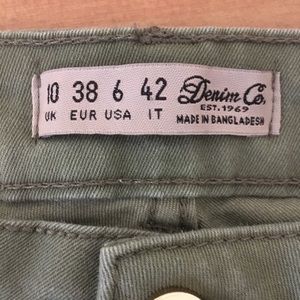 10 38 6 42 Denim Co.
EST. 1969
UK EUR USA IT MADE IN BANGLADESH